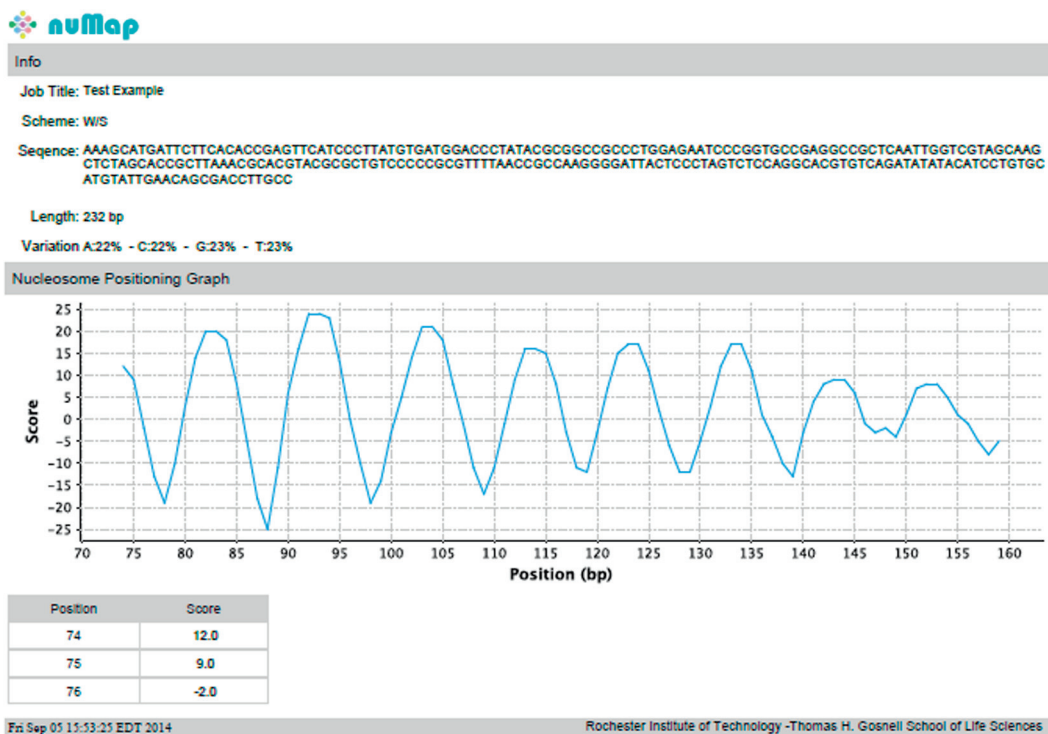 nuMap
Info
Job Title: Test Example
Scheme: W/S
Seqence: AAAGCATGATTCTTCACACCGAGTTCATCCCTTATGTGATGGACCCTATACGCGGCCGCCCTGGAGAATCCCGGTGCCGAGGCCGCTCAATTGGTCGTAGCAAG
CTCTAGCACCGCTTAAACGCACGTACGCGCTGTCCCCCGCGTTTTAACCGCCAAGGGGATTACTCCCTAGTCTCCAGGCACGTGTCAGATATATACATCCTGTGC
ATGTATTGAACAGCGACCTTGCC
Length: 232 bp
Variation A:22% - C:22% - G:23% - T:23%
Nucleosome Positioning Graph
25
20
15
10
5
0
-5
-10
-15
-20
-25
Score
70 75 80 85 90 95 100 105 110 115 120 125 130 135 140 145 150 155 160
Position (bp)
Position Score
74 12.0
75 9.0
76 -2.0
Fri Sep 05 15:53:25 EDT 2014 Rochester Institute of Technology -Thomas H. Gosnell School of Life Sciences